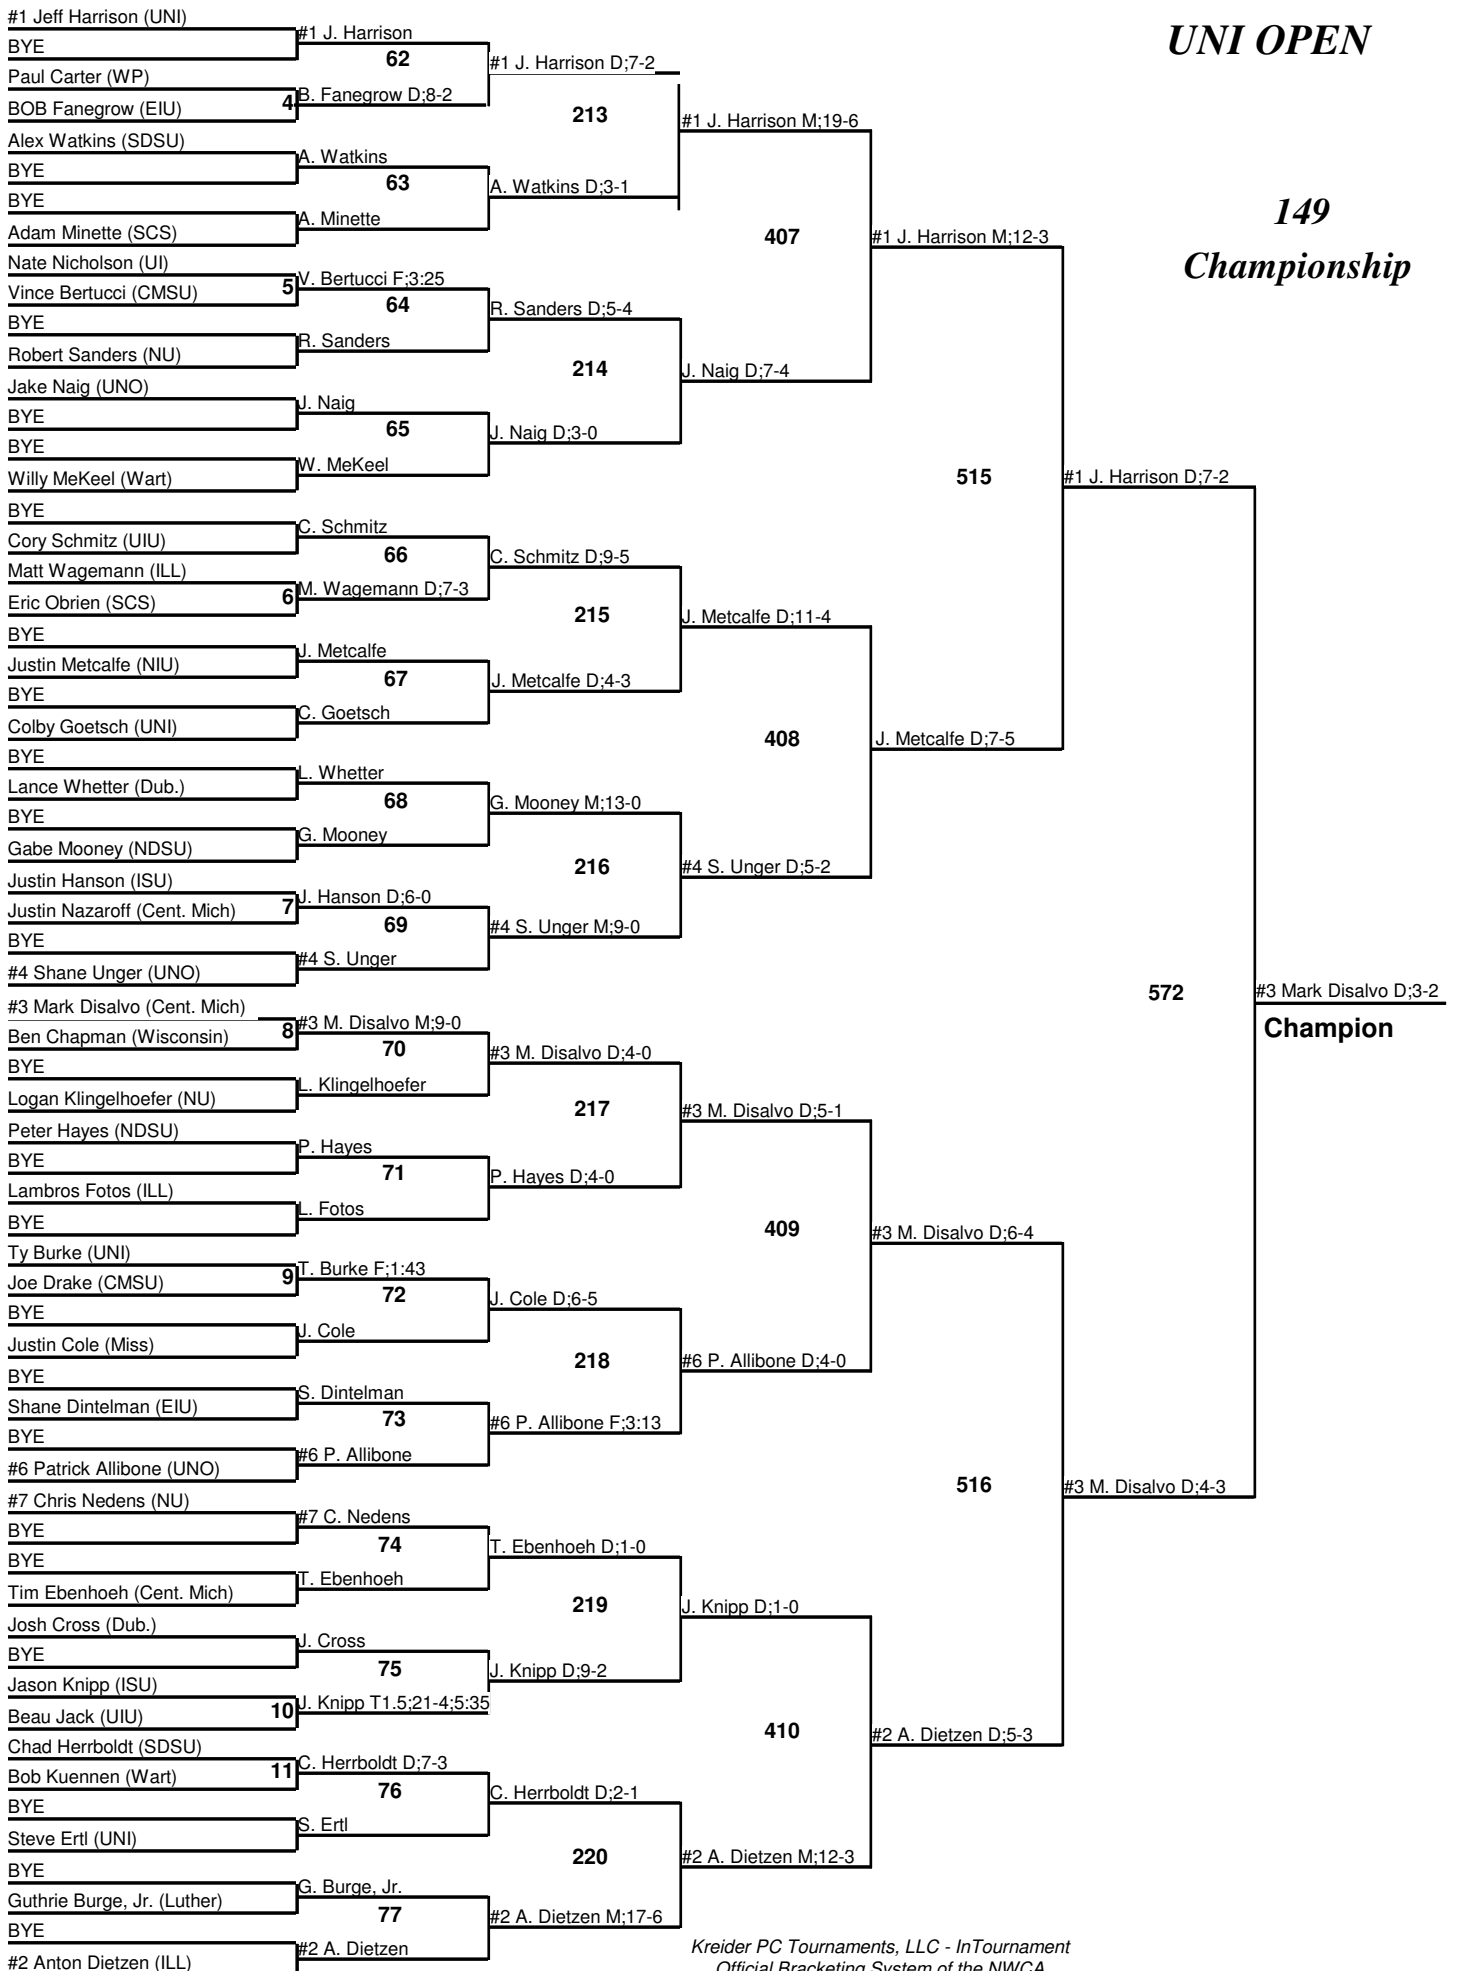 UNI OPEN
149
Championship
#1 Jeff Harrison (UNI)
BYE
Paul Carter (WP)
4
BOB Fanegrow (EIU)
Alex Watkins (SDSU)
BYE
BYE
Adam Minette (SCS)
Nate Nicholson (UI)
5
Vince Bertucci (CMSU)
BYE
Robert Sanders (NU)
Jake Naig (UNO)
BYE
BYE
Willy MeKeel (Wart)
BYE
Cory Schmitz (UIU)
Matt Wagemann (ILL)
6
Eric Obrien (SCS)
BYE
Justin Metcalfe (NIU)
BYE
Colby Goetsch (UNI)
BYE
Lance Whetter (Dub.)
BYE
Gabe Mooney (NDSU)
Justin Hanson (ISU)
7
Justin Nazaroff (Cent. Mich)
BYE
#4 Shane Unger (UNO)
#3 Mark Disalvo (Cent. Mich)
8
Ben Chapman (Wisconsin)
BYE
Logan Klingelhoefer (NU)
Peter Hayes (NDSU)
BYE
Lambros Fotos (ILL)
BYE
Ty Burke (UNI)
9
Joe Drake (CMSU)
BYE
Justin Cole (Miss)
BYE
Shane Dintelman (EIU)
BYE
#6 Patrick Allibone (UNO)
#7 Chris Nedens (NU)
BYE
BYE
Tim Ebenhoeh (Cent. Mich)
Josh Cross (Dub.)
BYE
Jason Knipp (ISU)
10
Beau Jack (UIU)
Chad Herrboldt (SDSU)
11
Bob Kuennen (Wart)
BYE
Steve Ertl (UNI)
BYE
Guthrie Burge, Jr. (Luther)
BYE
#2 Anton Dietzen (ILL)
#1 J. Harrison
62
B. Fanegrow D;8-2
A. Watkins
63
A. Minette
V. Bertucci F;3:25
64
R. Sanders
J. Naig
65
W. MeKeel
C. Schmitz
66
M. Wagemann D;7-3
J. Metcalfe
67
C. Goetsch
L. Whetter
68
G. Mooney
J. Hanson D;6-0
69
#4 S. Unger
#3 M. Disalvo M;9-0
70
L. Klingelhoefer
P. Hayes
71
L. Fotos
T. Burke F;1:43
72
J. Cole
S. Dintelman
73
#6 P. Allibone
#7 C. Nedens
74
T. Ebenhoeh
J. Cross
75
J. Knipp T1.5;21-4;5:35
C. Herrboldt D;7-3
76
S. Ertl
G. Burge, Jr.
77
#2 A. Dietzen
#1 J. Harrison D;7-2
213
A. Watkins D;3-1
R. Sanders D;5-4
214
J. Naig D;3-0
C. Schmitz D;9-5
215
J. Metcalfe D;4-3
G. Mooney M;13-0
216
#4 S. Unger M;9-0
#3 M. Disalvo D;4-0
217
P. Hayes D;4-0
J. Cole D;6-5
218
#6 P. Allibone F;3:13
T. Ebenhoeh D;1-0
219
J. Knipp D;9-2
C. Herrboldt D;2-1
220
#2 A. Dietzen M;17-6
#1 J. Harrison M;19-6
407
J. Naig D;7-4
J. Metcalfe D;11-4
408
#4 S. Unger D;5-2
#3 M. Disalvo D;5-1
409
#6 P. Allibone D;4-0
J. Knipp D;1-0
410
#2 A. Dietzen M;12-3
#1 J. Harrison M;12-3
515
J. Metcalfe D;7-5
#3 M. Disalvo D;6-4
516
#2 A. Dietzen D;5-3
#1 J. Harrison D;7-2
572
#3 M. Disalvo D;4-3
#3 Mark Disalvo D;3-2
Champion
Kreider PC Tournaments, LLC - InTournament
Official Bracketing System of the NWCA